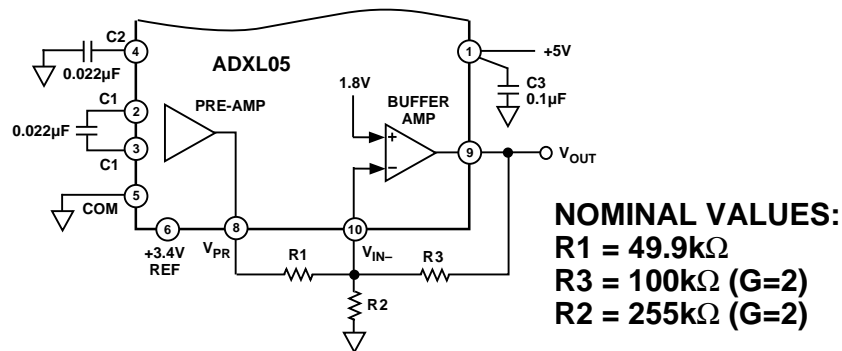 C2
4
0.022µF
ADXL05
1
+5V
C1
2
0.022µF
3
C1
PRE-AMP
1.8V
BUFFER
AMP
+
−
C3
0.1µF
9
VOUT
5
COM
6
+3.4V
REF
8
VPR
10
VIN–
R1
R3
R2
NOMINAL VALUES:
R1 = 49.9kΩ
R3 = 100kΩ (G=2)
R2 = 255kΩ (G=2)